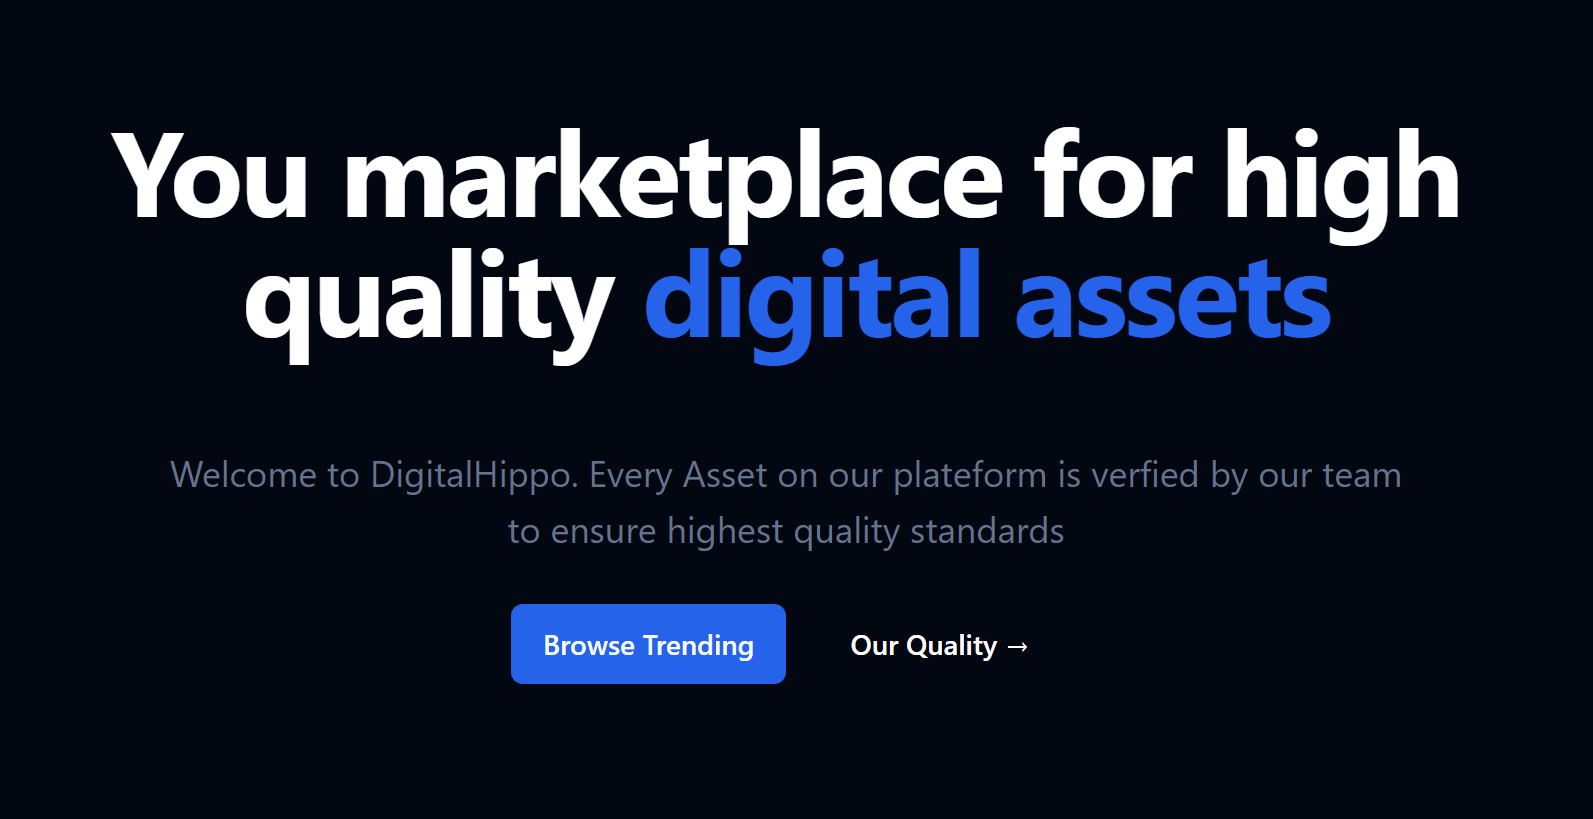 You marketplace for high
quality digital assets
Welcome to DigitalHippo. Every Asset on our plateform is verfied by our team
to ensure highest quality standards
Browse Trending
Our Quality →